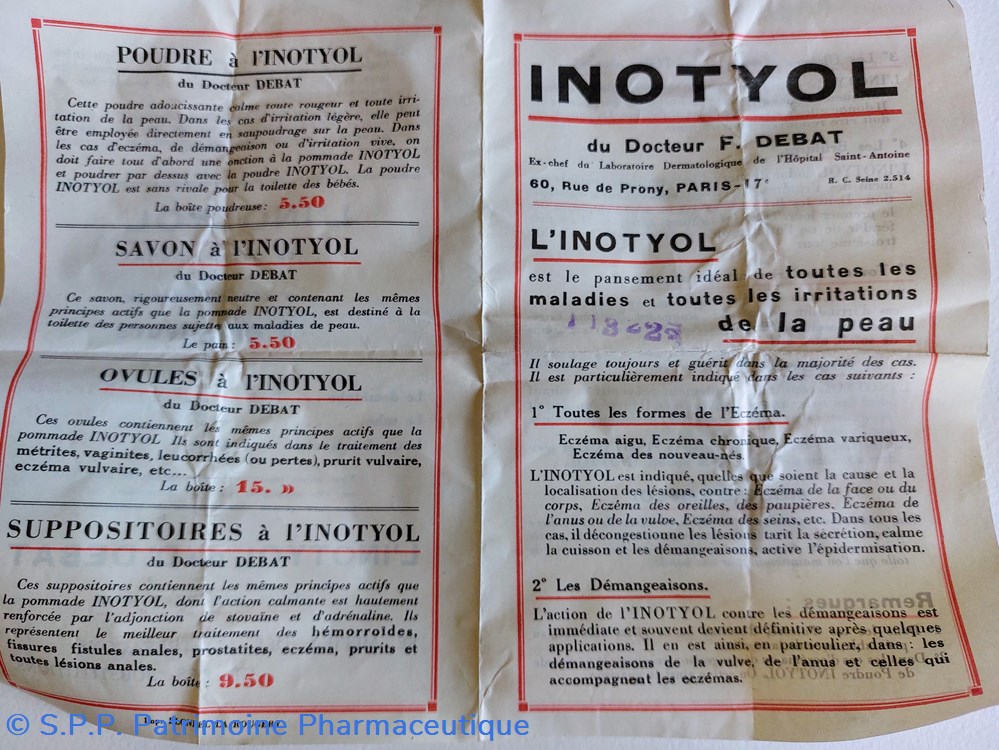 POUDRE à l'INOTYOL
du Docteur DEBAT
Cette poudre adoucissante calme toute rougeur et toute irri-
tation de la peau. Dans les cas d'irritation légère, elle peut
être employée directement en saupoudrage sur la peau. Dans
les cas d'eczéma, de démangeaison ou d'irritation vive, on
doit faire tout d'abord une onction à la pommade INOTYOL
et poudrer par dessus avec la poudre INOTYOL. La poudre
INOTYOL est sans rivale pour la toilette des bébés.
La boîte poudreuse: 5.50
SAVON à l'INOTYOL
du Docteur DEBAT
Ce savon, rigoureusement neutre et contenant les mêmes
principes actifs que la pommade INOTYOL, est destiné à la
toilette des personnes sujette aux maladies de peau.
Le pain: 5.50
OVULES à l'INOTYOL
du Docteur DEBAT
Ces ovules contiennent les mêmes principes actifs que la
pommade INOTYOL Ils sont indiqués dans le traitement des
métrites, vaginites, leucorrhées (ou pertes), prurit vulvaire,
eczéma vulvaire, etc...
La boîte: 15. »
SUPPOSITOIRES à l'INOTYOL
du Docteur DEBAT
Ces suppositoires contiennent les mêmes principes actifs que
la pommade INOTYOL, dont l'action calmante est hautement
renforcée par l'adjonction de stovaïne et d'adrénaline. Ils
représentent le meilleur traitement des hémorroïdes,
fissures fistules anales, prostatites, eczéma, prurits et
toutes lésions anales.
La boîte: 9.50
INOTYOL
du Docteur F. DEBAT
Ex-chef du Laboratoire Dermatologique de l'Hôpital Saint-Antoine
60, Rue de Prony, PARIS-17e R. C. Seine 2.514
L'INOTYOL
est le pansement idéal de toutes les
maladies et toutes les irritations
de la peau
Il soulage toujours et guérit dans la majorité des cas.
Il est particulièrement indiqué dans les cas suivants :
1° Toutes les formes de l'Eczéma.
Eczéma aigu, Eczéma chronique, Eczéma variqueux,
Eczéma des nouveau-nés.
L'INOTYOL est indiqué, quelles que soient la cause et la
localisation des lésions, contre : Eczéma de la face ou du
corps, Eczéma des oreilles, des paupières. Eczéma de
l'anus ou de la vulve, Eczéma des seins, etc. Dans tous les
cas, il décongestionne les lésions tarit la sécrétion, calme
la cuisson et les démangeaisons, active l'épidermisation.
2° Les Démangeaisons.
L'action de l'INOTYOL contre les démangeaisons est
immédiate et souvent devient définitive après quelques
applications. Il en est ainsi, en particulier, dans : les
démangeaisons de la vulve, de l'anus et celles qui
accompagnent les eczémas.
© S.P.P. Patrimoine Pharmaceutique